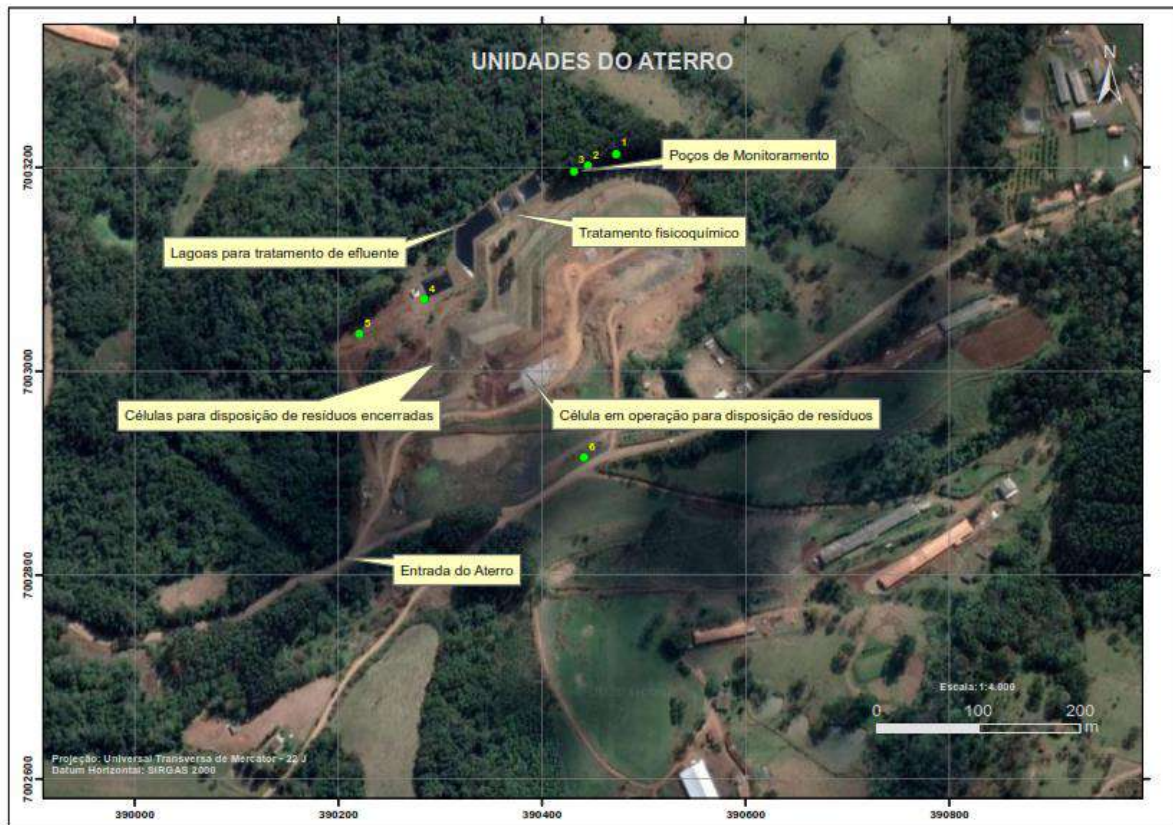 UNIDADES DO ATERRO
N
7003200
1
2
3
Poços de Monitoramento
Tratamento fisicoquímico
Lagoas para tratamento de efluente
4
5
7003000
Células para disposição de resíduos encerradas
Célula em operação para disposição de resíduos
6
Entrada do Aterro
7002800
Escala: 1:4.000
0 100 200
m
Projeção: Universal Transversa de Mercator - 22 J
Datum Horizontal: SIRGAS 2000
7002600
390000 390200 390400 390600 390800